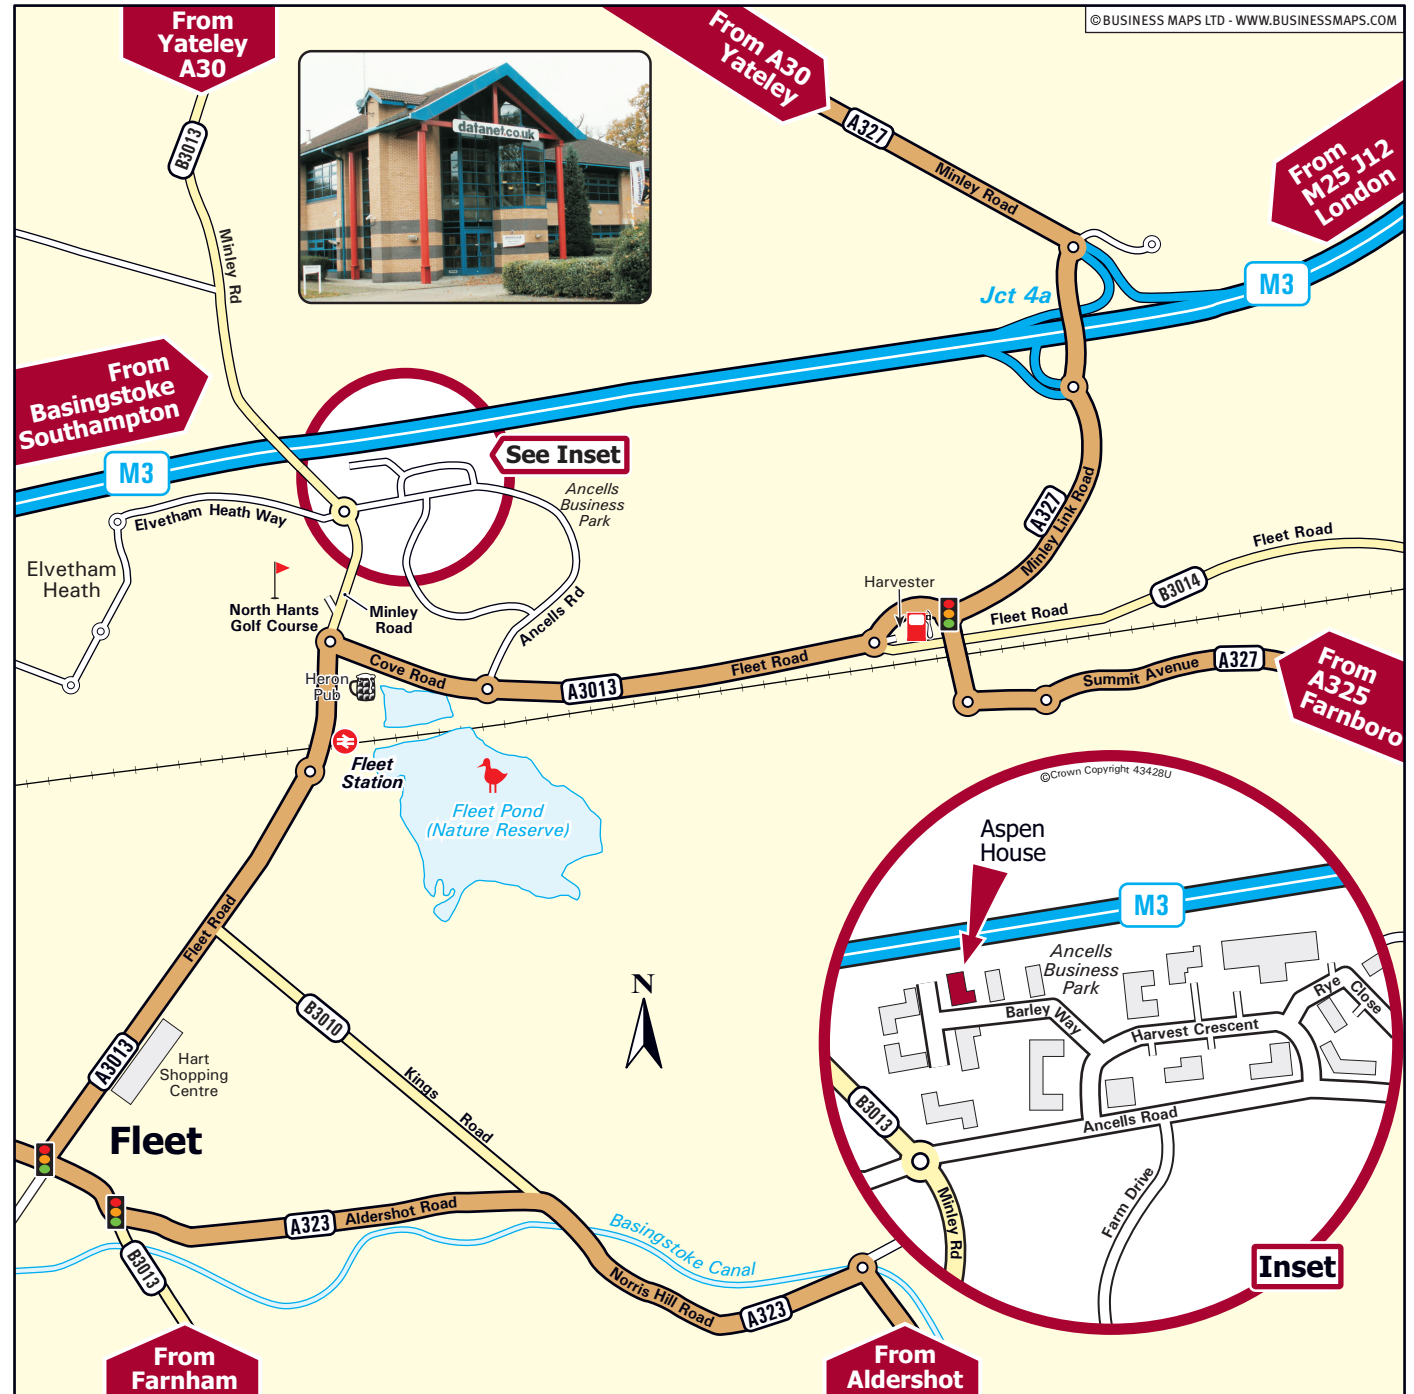 From
Yateley
A30
From A30
Yateley
© BUSINESS MAPS LTD - WWW.BUSINESSMAPS.COM
B3013
A327
Minley Road
From
M25 J12
London
datanet.co.uk
Minley Rd
Jct 4a
M3
From
Basingstoke
Southampton
M3
See Inset
Ancells
Business
Park
Elvetham Heath Way
A327
Minley Link Road
Fleet Road
Elvetham
Heath
North Hants
Golf Course
Minley
Road
Ancells Rd
Harvester
Fleet Road
B3014
Cove Road
Heron
Pub
A3013
Fleet Road
Summit Avenue
A327
From
A325
Farnboro
Fleet
Station
Fleet Pond
(Nature Reserve)
©Crown Copyright 43428U
Aspen
House
M3
Ancells
Business
Park
Fleet Road
N
Barley Way
Harvest Crescent
Rye Close
B3010
A3013
Hart
Shopping
Centre
Kings Road
B3013
Ancells Road
Fleet
Farm Drive
Minley Rd
A323
Aldershot Road
Basingstoke Canal
B3013
Norris Hill Road
A323
Inset
From
Farnham
From
Aldershot